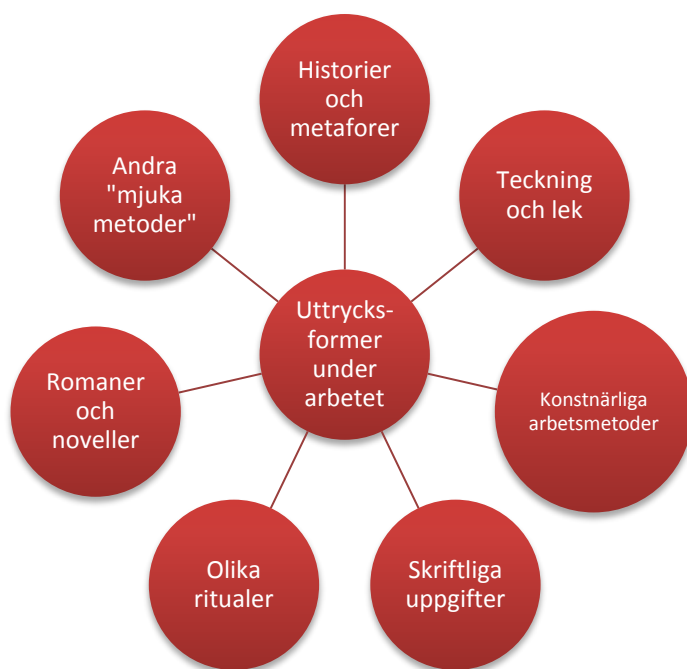 Historier
och
metaforer
Teckning
och lek
Konstnärliga
arbetsmetoder
Skriftliga
uppgifter
Olika
ritualer
Romaner
och
noveller
Andra
"mjuka
metoder"
Uttrycks-
former
under
arbetet